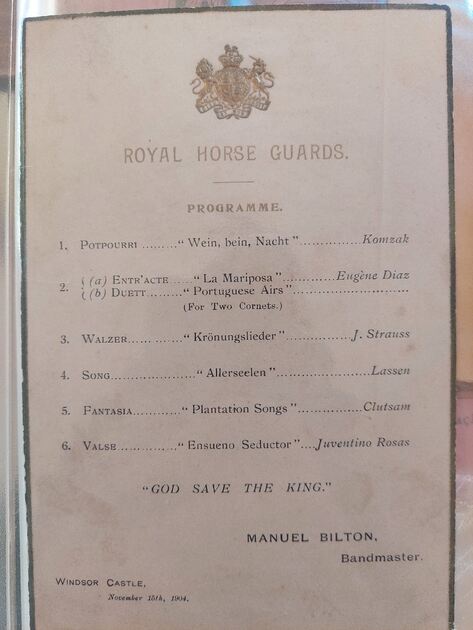 ROYAL HORSE GUARDS.
PROGRAMME.
1. POTPOURRI ......... "Wein, bein, Nacht" ............... Komzak
2. (a) ENTR'ACTE ..... "La Mariposa" ............... Eugène Diaz
(b) DUETT ......... "Portuguese Airs" ..............................
(For Two Cornets.)
3. WALZER ............... "Krönungslieder" ............... J. Strauss
4. SONG ..................... "Allerseelen" ........................ Lassen
5. FANTASIA ............ "Plantation Songs" ............... Clutsam
6. VALSE ............... "Ensueno Seductor" .... Juventino Rosas
"GOD SAVE THE KING."
MANUEL BILTON,
Bandmaster.
WINDSOR CASTLE,
November 15th, 1904.